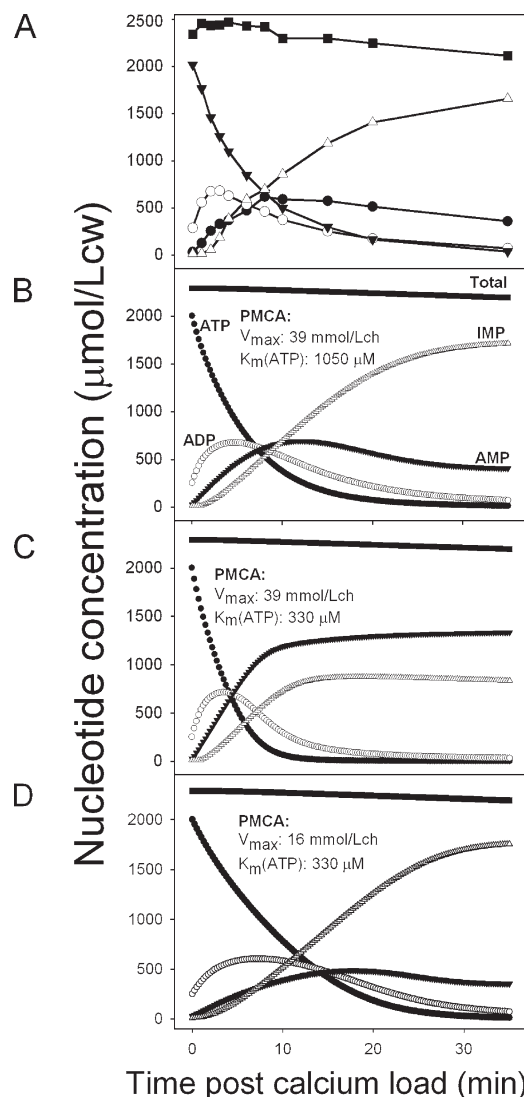 A
2500
2000
1500
1000
500
0
B
Total
2000
ATP
PMCA:
Vmax: 39 mmol/Lch
Km(ATP): 1050 µM
IMP
1500
1000
ADP
500
AMP
0
C
2000
PMCA:
Vmax: 39 mmol/Lch
Km(ATP): 330 µM
1500
1000
500
0
D
2000
PMCA:
Vmax: 16 mmol/Lch
Km(ATP): 330 µM
1500
1000
500
0
0 10 20 30
Nucleotide concentration (µmol/Lcw)
Time post calcium load (min)